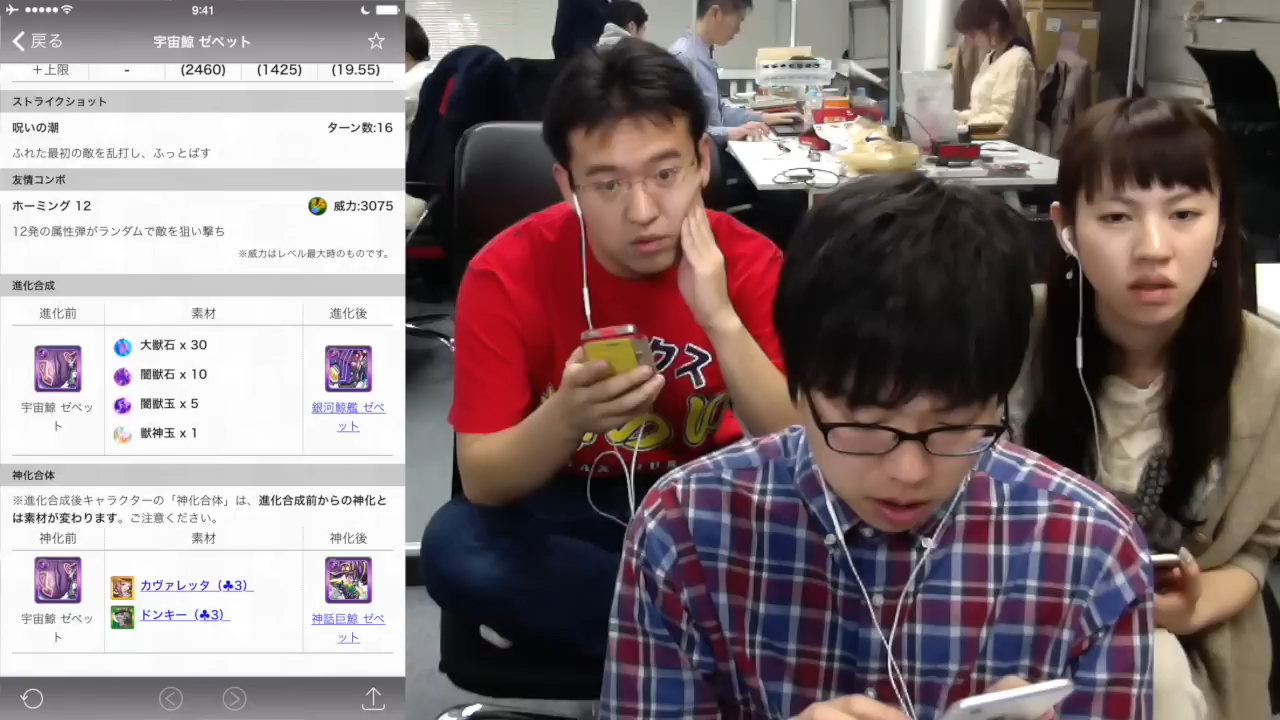 9:41
戻る
宇宙鯨 ゼペット
＋上限 - (2460) (1425) (19.55)
ストライクショット
呪いの潮 ターン数:16
ふれた最初の敵を乱打し、ふっとばす
友情コンボ
ホーミング 12 威力:3075
12発の属性弾がランダムで敵を狙い撃ち
※威力はレベル最大時のものです。
進化合成
進化前 素材 進化後
大獣石 x 30
闇獣石 x 10
闇獣玉 x 5
獣神玉 x 1
宇宙鯨 ゼペッ
ト
銀河鯨艦 ゼペ
ット
神化合体
※進化合成後キャラクターの「神化合体」は、進化合成前からの神化と
は素材が変わります。ご注意ください。
神化前 素材 神化後
カヴァレッタ（♣3）
ドンキー（♣3）
宇宙鯨 ゼペッ
ト
神話巨鯨 ゼペ
ット
クス